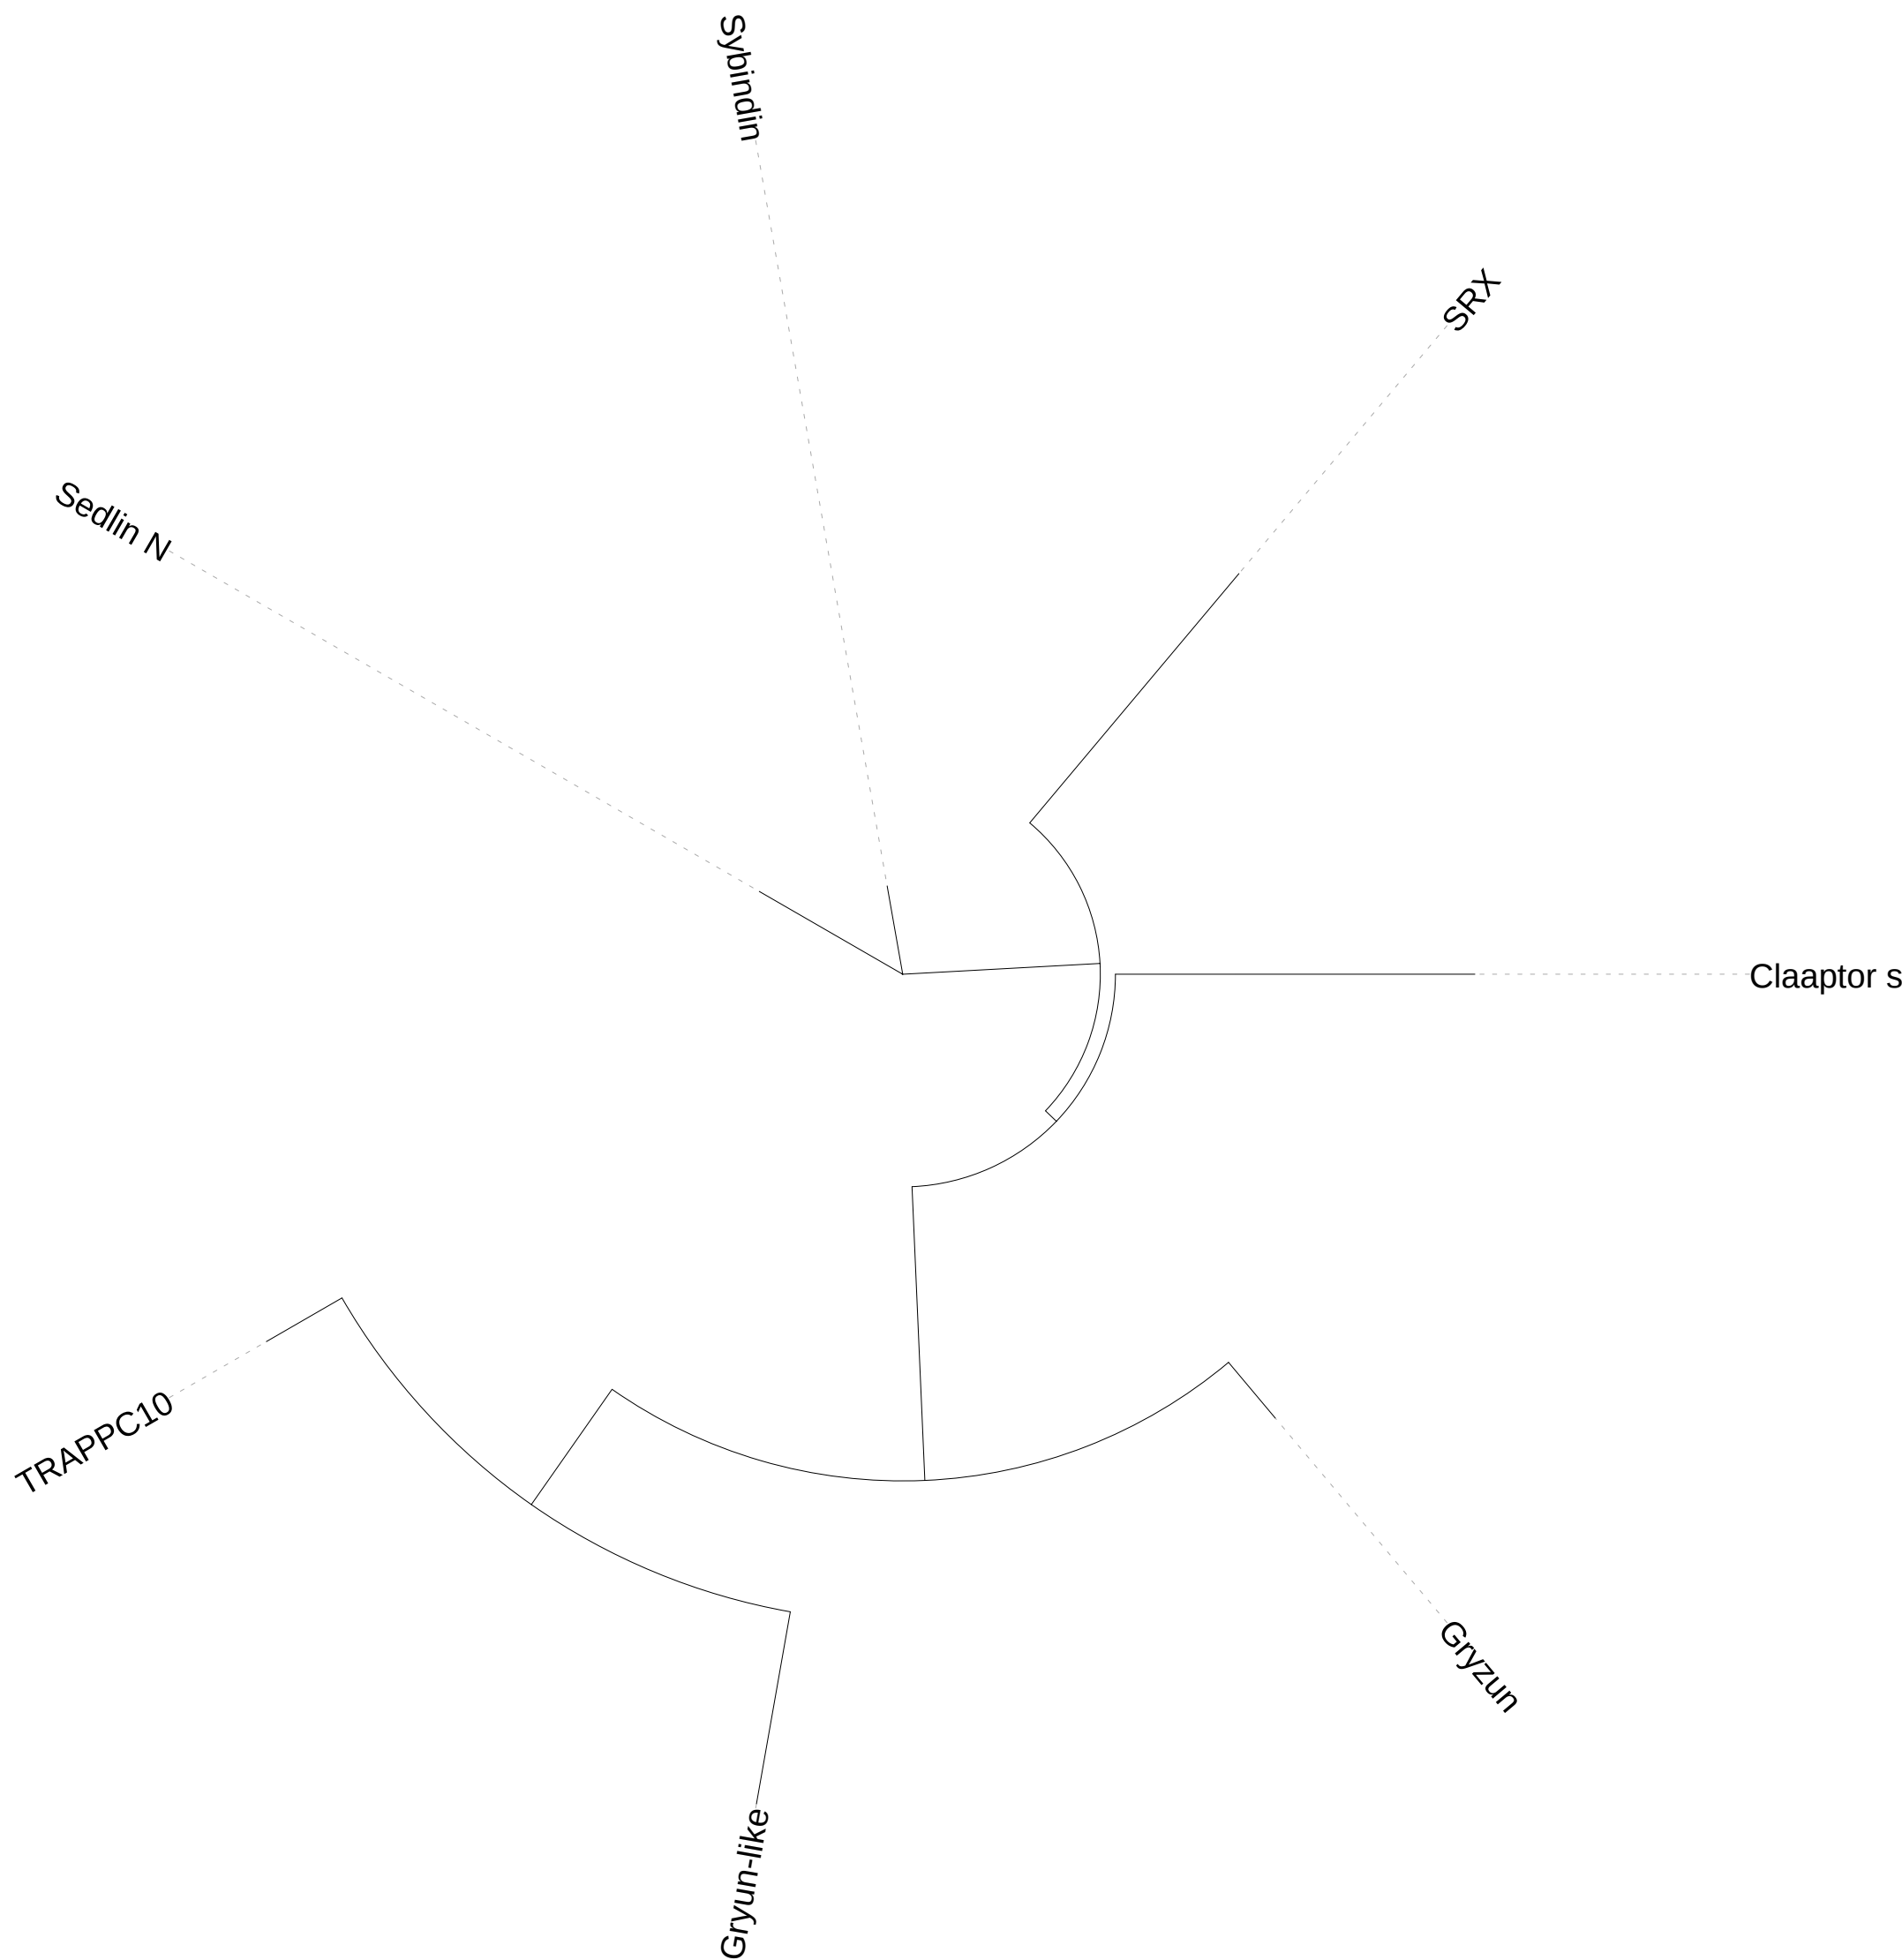 Sybindin
SRX
Sedlin N
Claaptor s
TRAPPC10
Gryzun
Gryun-like